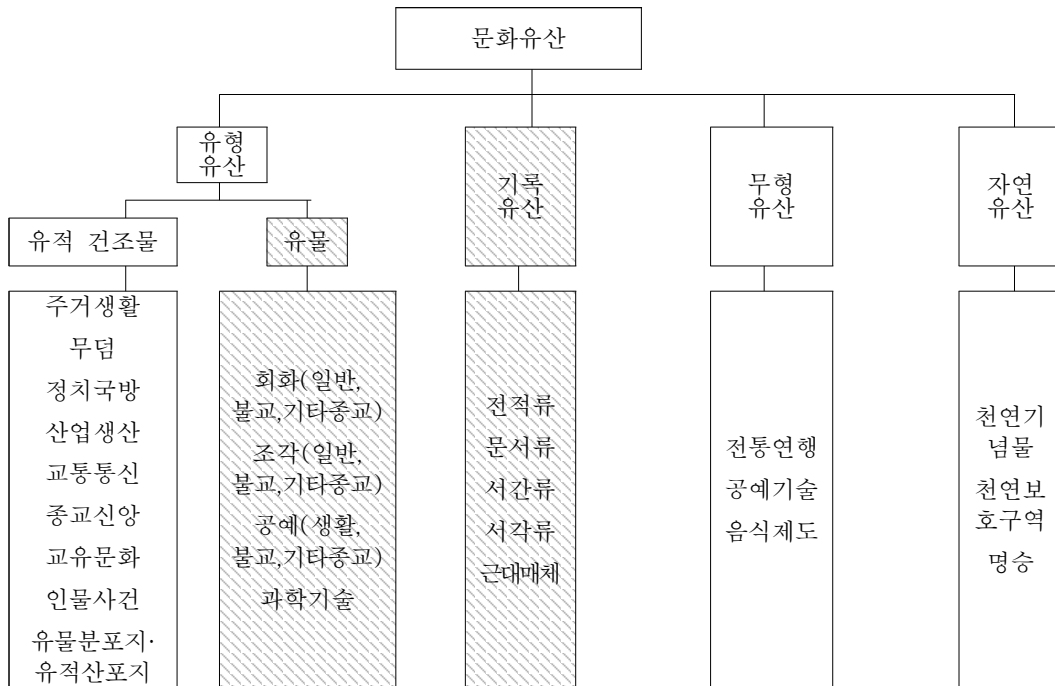 문화유산
유형
유산
기록
유산
무형
유산
자연
유산
유적 건조물
유물
주거생활
무덤
정치국방
산업생산
교통통신
종교신앙
교유문화
인물사건
유물분포지·
유적산포지
회화(일반,
불교,기타종교)
조각(일반,
불교,기타종교)
공예(생활,
불교,기타종교)
과학기술
전적류
문서류
서간류
서각류
근대매체
전통연행
공예기술
음식제도
천연기
념물
천연보
호구역
명승